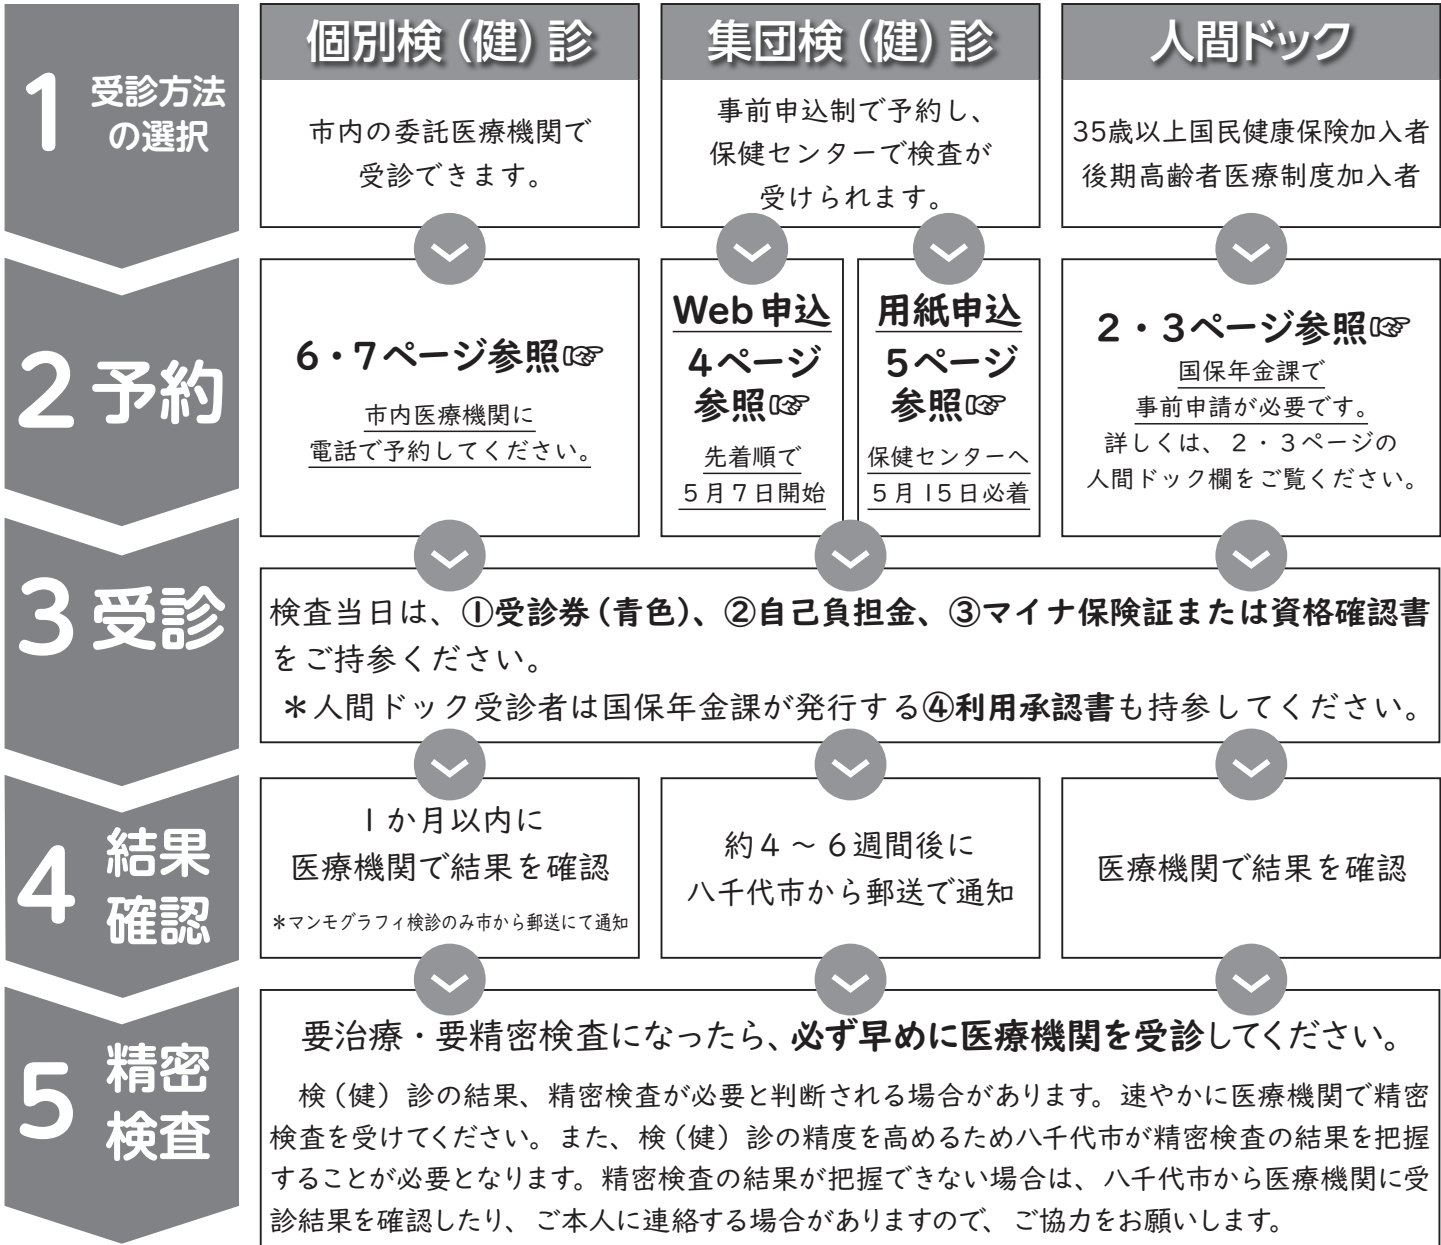 1 受診方法
の選択
個別検(健)診
市内の委託医療機関で
受診できます。
集団検(健)診
事前申込制で予約し、
保健センターで検査が
受けられます。
人間ドック
35歳以上国民健康保険加入者
後期高齢者医療制度加入者
2 予約
6・7ページ参照☞
市内医療機関に
電話で予約してください。
Web申込
4ページ
参照☞
先着順で
5月7日開始
用紙申込
5ページ
参照☞
保健センターへ
5月15日必着
2・3ページ参照☞
国保年金課で
事前申請が必要です。
詳しくは、2・3ページの
人間ドック欄をご覧ください。
3 受診
検査当日は、①受診券(青色)、②自己負担金、③マイナ保険証または資格確認書
をご持参ください。
*人間ドック受診者は国保年金課が発行する④利用承認書も持参してください。
4 結果
確認
1か月以内に
医療機関で結果を確認
*マンモグラフィ検診のみ市から郵送にて通知
約4~6週間後に
八千代市から郵送で通知
医療機関で結果を確認
5 精密
検査
要治療・要精密検査になったら、必ず早めに医療機関を受診してください。
検(健)診の結果、精密検査が必要と判断される場合があります。速やかに医療機関で精密
検査を受けてください。また、検(健)診の精度を高めるため八千代市が精密検査の結果を把握
することが必要となります。精密検査の結果が把握できない場合は、八千代市から医療機関に受
診結果を確認したり、ご本人に連絡する場合がありますので、ご協力をお願いします。